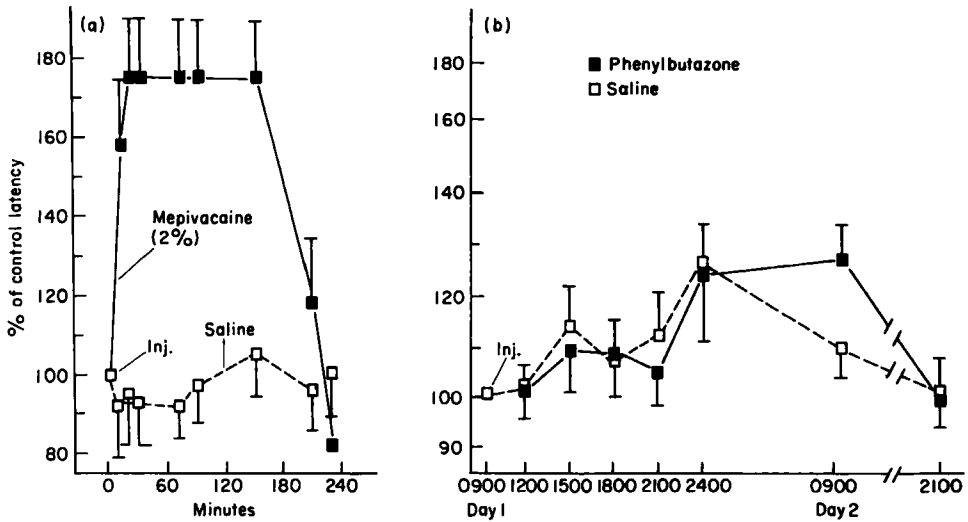 (a)
180
160
140
120
100
80
% of control latency
Mepivacaine
(2%)
Inj.
Saline
0 60 120 180 240
Minutes
(b)
180
160
140
120
100
90
Phenylbutazone
Saline
Inj.
0900 1200 1500 1800 2100 2400 0900 2100
Day 1 Day 2